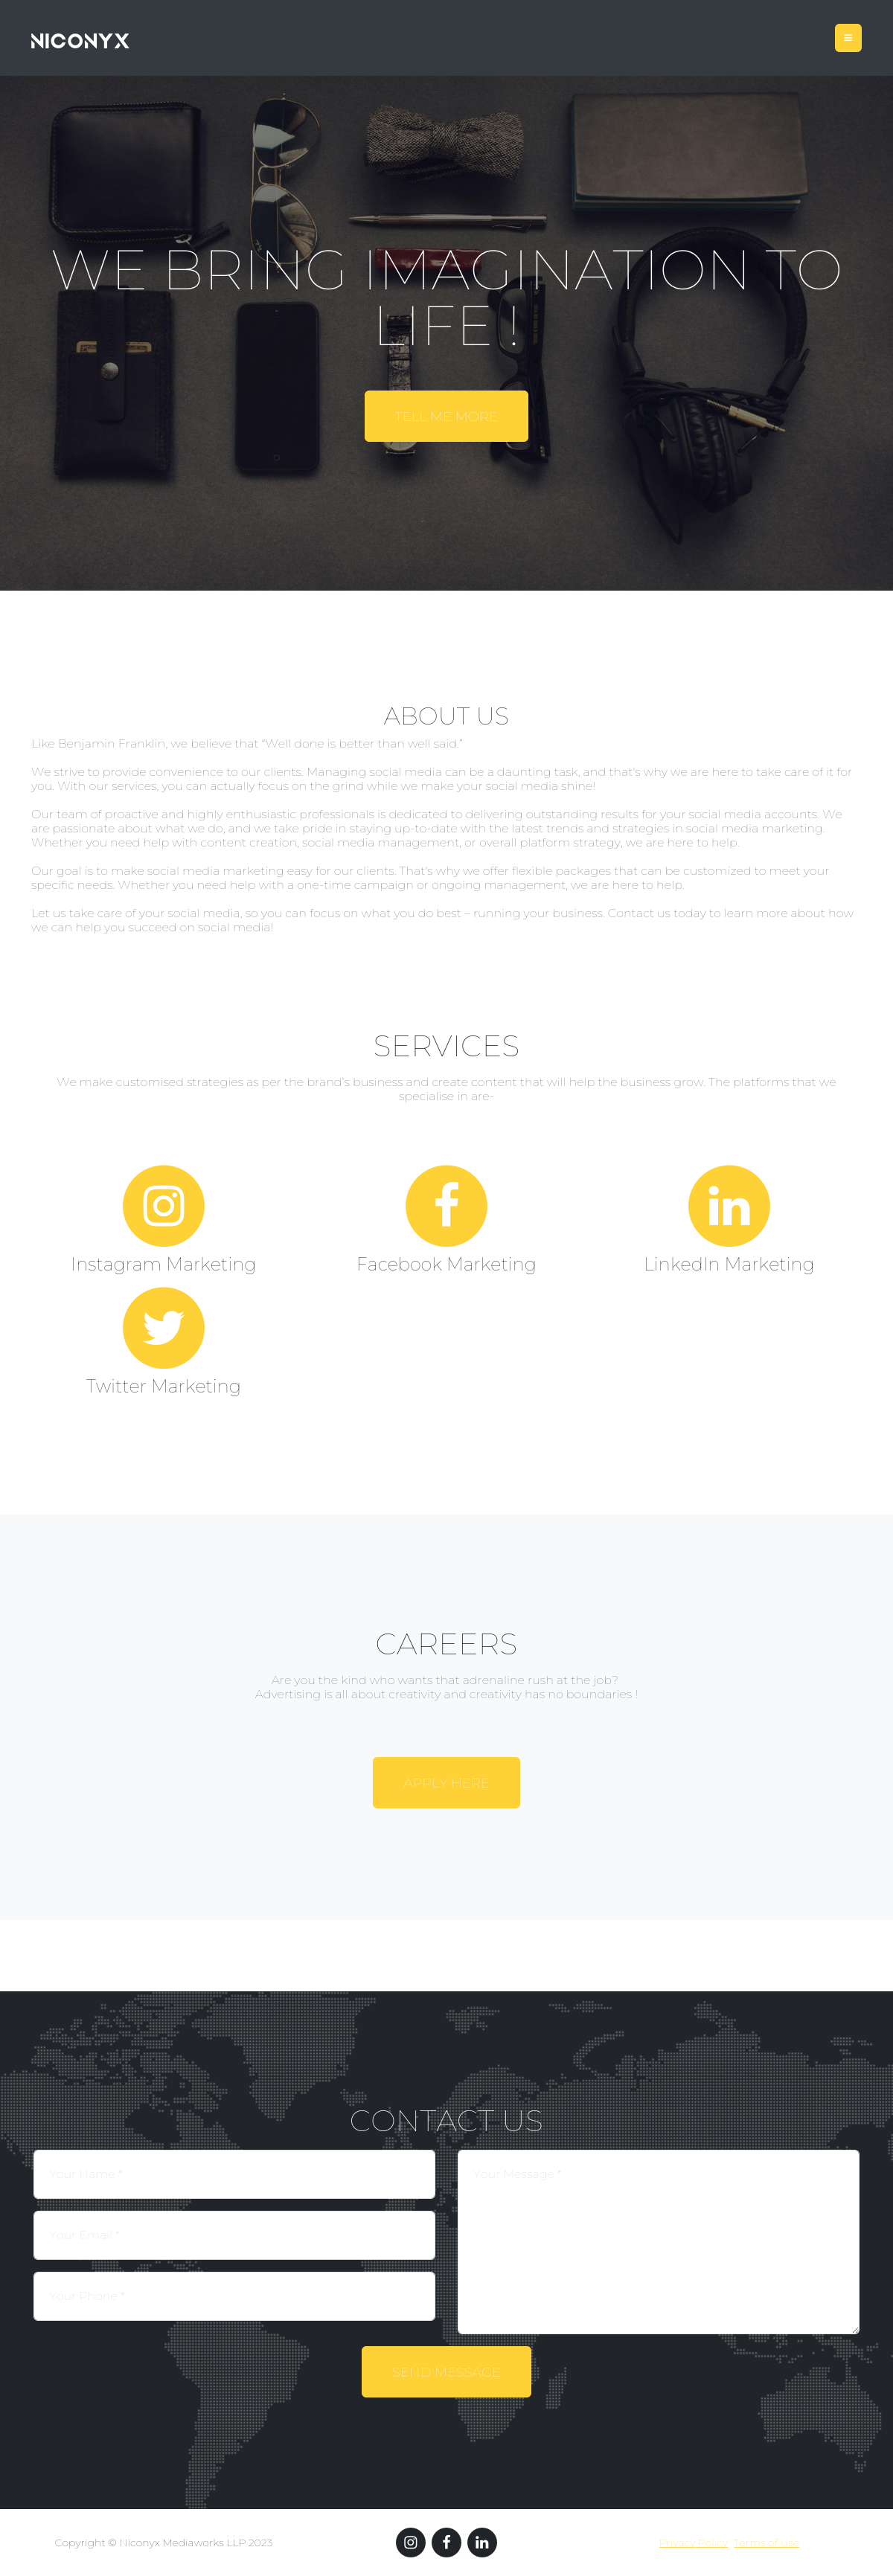 NICONYX
WE BRING IMAGINATION TO
LIFE !
TELL ME MORE
ABOUT US
Like Benjamin Franklin, we believe that “Well done is better than well said.”
We strive to provide convenience to our clients. Managing social media can be a daunting task, and that's why we are here to take care of it for
you. With our services, you can actually focus on the grind while we make your social media shine!
Our team of proactive and highly enthusiastic professionals is dedicated to delivering outstanding results for your social media accounts. We
are passionate about what we do, and we take pride in staying up-to-date with the latest trends and strategies in social media marketing
Whether you need help with content creation, social media management, or overall platform strategy, we are here to help.
Our goal is to make social media marketing easy for our clients. That's why we offer flexible packages that can be customized to meet your
specific needs. Whether you need help with a one-time campaign or ongoing management, we are here to help.
Let us take care of your social media, so you can focus on what you do best – running your business. Contact us today to learn more about how
we can help you succeed on social media!
SERVICES
We make customised strategies as per the brand's business and create content that will help the business grow. The platforms that we
specialise in are-
Instagram Marketing
Facebook Marketing
LinkedIn Marketing
Twitter Marketing
CAREERS
Are you the kind who wants that adrenaline rush at the job?
Advertising is all about creativity and creativity has no boundaries !
APPLY HERE
CONTACT US
Your Name *
Your Email *
Your Phone *
Your Message *
SEND MESSAGE
Copyright © Niconyx Mediaworks LLP 2023
Privacy Policy Terms of Use